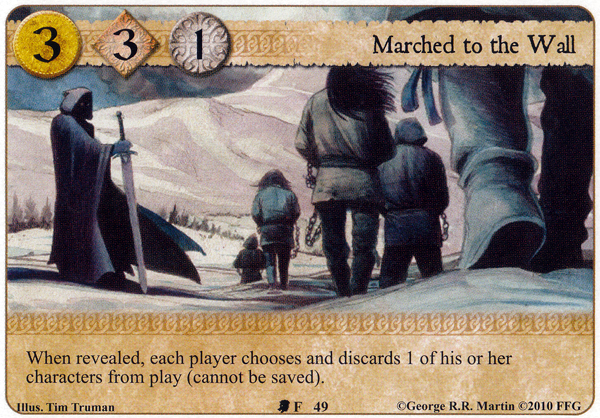 3 3 1 Marched to the Wall
When revealed, each player chooses and discards 1 of his or her
characters from play (cannot be saved).
Illus. Tim Truman F 49 ©George R.R. Martin ©2010 FFG